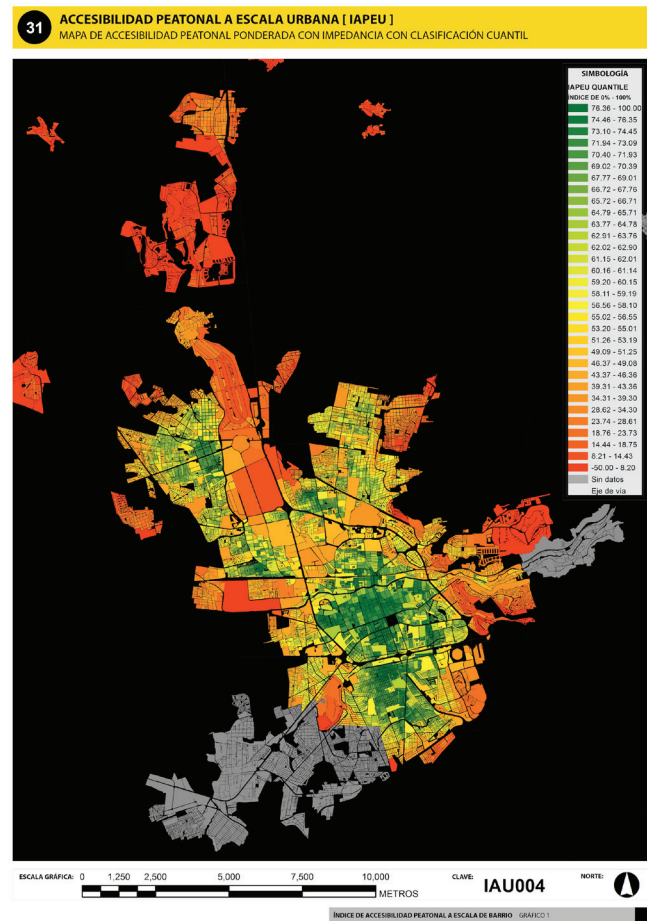 31
ACCESIBILIDAD PEATONAL A ESCALA URBANA [ IAPEU ]
MAPA DE ACCESIBILIDAD PEATONAL PONDERADA CON IMPEDANCIA CON CLASIFICACIÓN CUANTIL
SIMBOLOGÍA
IAPEU QUANTILE
ÍNDICE DE 0% - 100%
76.36 - 100.00
74.46 - 76.35
73.10 - 74.45
71.94 - 73.09
70.40 - 71.93
69.02 - 70.39
67.77 - 69.01
66.72 - 67.76
65.72 - 66.71
64.79 - 65.71
63.77 - 64.78
62.91 - 63.76
62.02 - 62.90
61.15 - 62.01
60.16 - 61.14
59.20 - 60.15
58.11 - 59.19
56.56 - 58.10
55.02 - 56.55
53.20 - 55.01
51.26 - 53.19
49.09 - 51.25
46.37 - 49.08
43.37 - 46.36
39.31 - 43.36
34.31 - 39.30
28.62 - 34.30
23.74 - 28.61
18.76 - 23.73
14.44 - 18.75
8.21 - 14.43
-50.00 - 8.20
Sin datos
Eje de vía
ESCALA GRÁFICA: 0 1,250 2,500 5,000 7,500 10,000
METROS
CLAVE: IAU004
NORTE:
ÍNDICE DE ACCESIBILIDAD PEATONAL A ESCALA DE BARRIO GRÁFICO 1